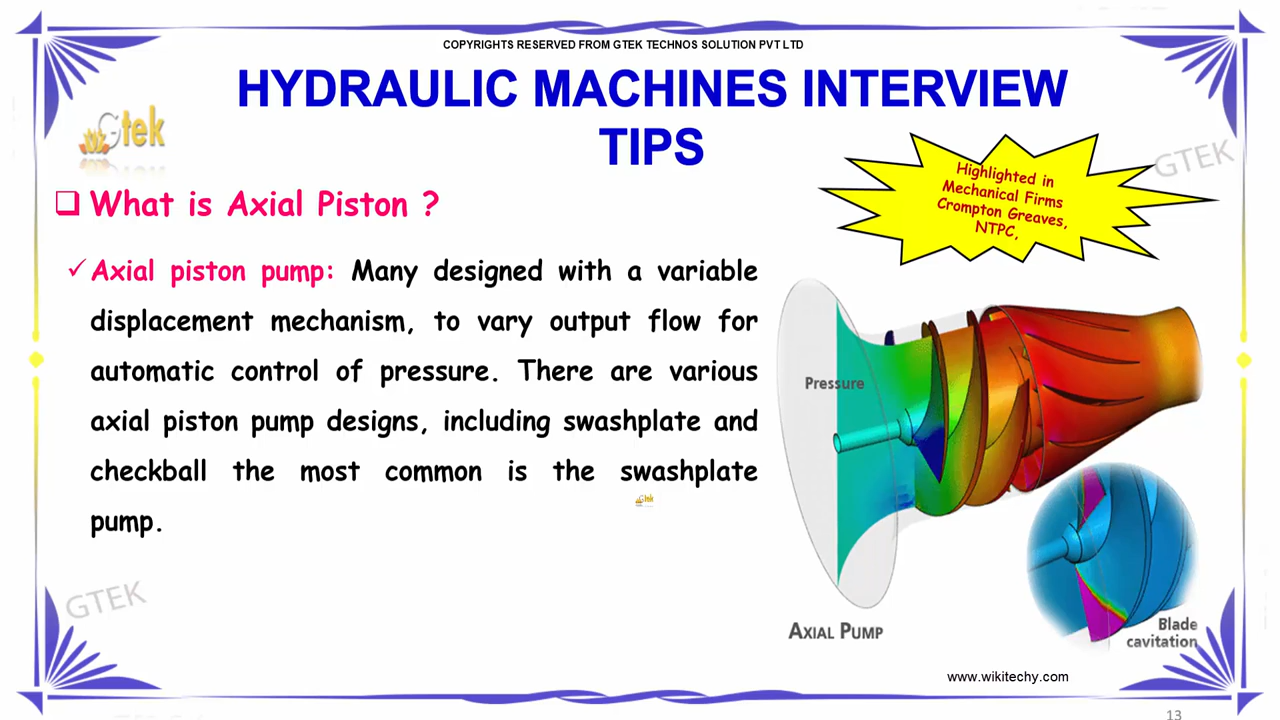 COPYRIGHTS RESERVED FROM GTEK TECHNOS SOLUTION PVT LTD
HYDRAULIC MACHINES INTERVIEW
TIPS
Gtek
GTEK
Highlighted in
Mechanical Firms
Crompton Greaves,
NTPC,
What is Axial Piston ?
Axial piston pump: Many designed with a variable
displacement mechanism, to vary output flow for
automatic control of pressure. There are various
axial piston pump designs, including swashplate and
checkball the most common is the swashplate
pump.
Gtek
Pressure
AXIAL PUMP
Blade
cavitation
GTEK
www.wikitechy.com
13